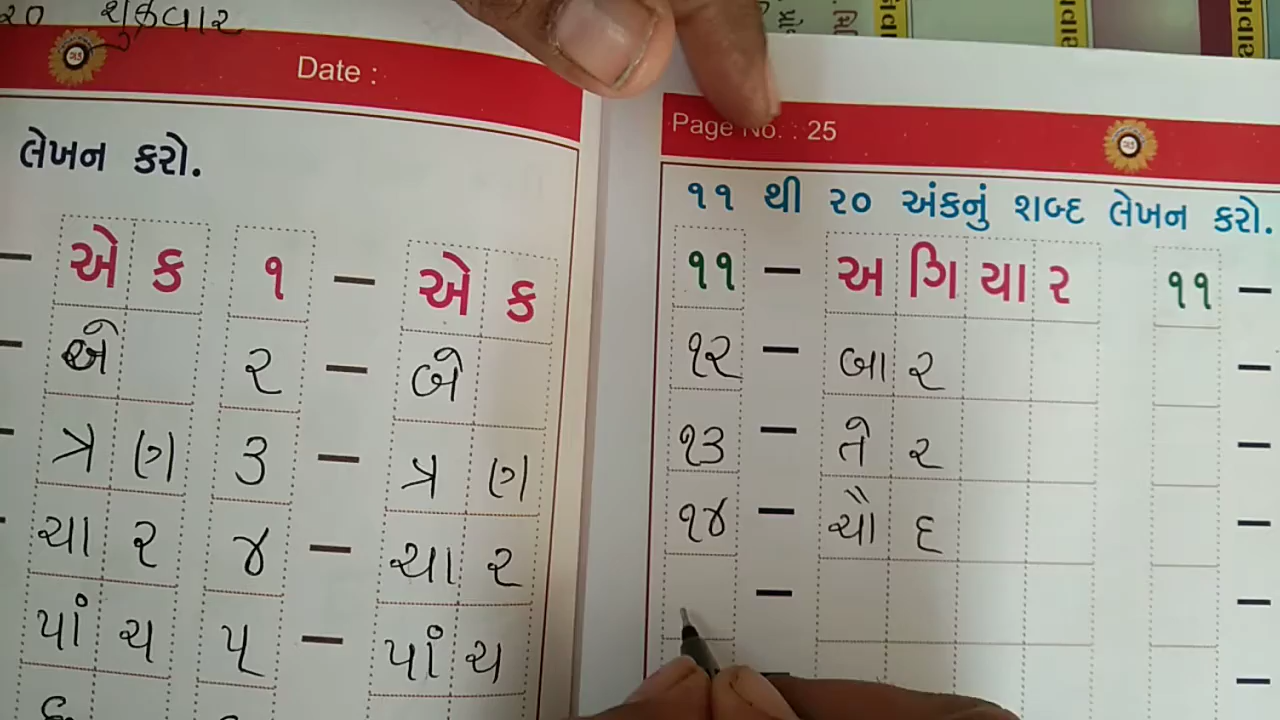 ૨૦ શુક્રવાર
Date :
લેખન કરો.
– એ ક ૧ – એ ક
– એ ૨ – બે
– ત્ર ણ ૩ – ત્ર ણ
– ચા ર ૪ – ચા ર
પાં ચ ૫ – પાં ચ
Page No. : 25
૧૧ થી ૨૦ અંકનું શબ્દ લેખન કરો.
૧૧ – અ ગિ યા ર ૧૧ –
૧૨ – બા ર –
૧૩ – તે ર –
૧૪ – ચૌ દ –
– –
–